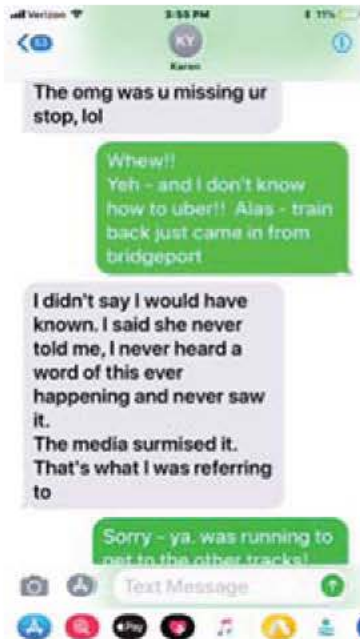 Verizon
3:55 PM
11%
KY
Karen
The omg was u missing ur
stop, lol
Whew!!
Yeh - and I don't know
how to uber!! Alas - train
back just came in from
bridgeport
I didn't say I would have
known. I said she never
told me, I never heard a
word of this ever
happening and never saw
it.
The media surmised it.
That's what I was referring
to
Sorry - ya. was running to
get to the other tracks!
Text Message
Pay